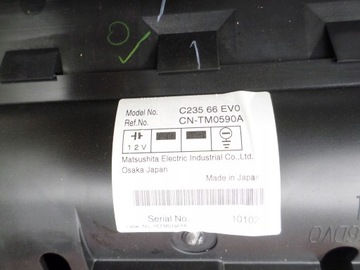 1
Model No. C235 66 EV0
Ref.No. CN-TM0590A
12V
Matsushita Electric Industrial Co.,Ltd.
Osaka Japan
Made in Japan
Serial No.